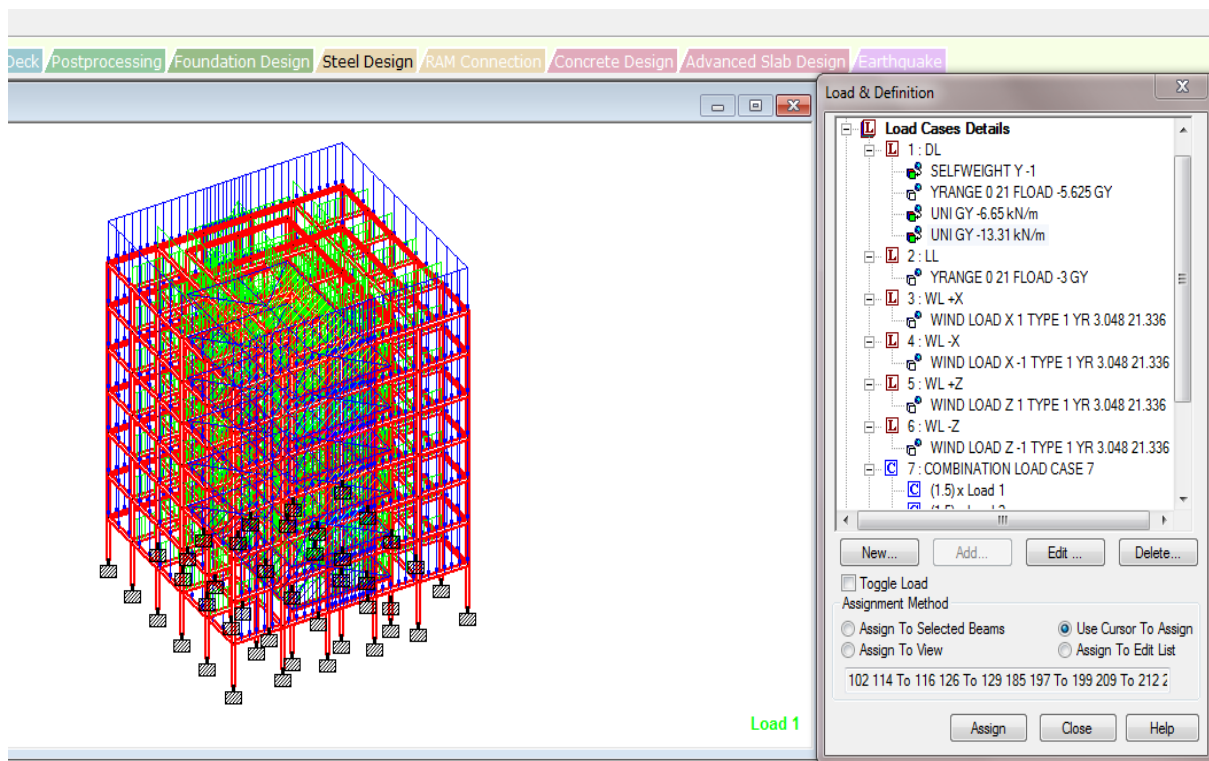 Deck Postprocessing Foundation Design Steel Design RAM Connection Concrete Design Advanced Slab Design Earthquake
Load & Definition
Load Cases Details
1 : DL
SELFWEIGHT Y -1
YRANGE 0 21 FLOAD -5.625 GY
UNI GY -6.65 kN/m
UNI GY -13.31 kN/m
2 : LL
YRANGE 0 21 FLOAD -3 GY
3 : WL +X
WIND LOAD X 1 TYPE 1 YR 3.048 21.336
4 : WL -X
WIND LOAD X -1 TYPE 1 YR 3.048 21.336
5 : WL +Z
WIND LOAD Z 1 TYPE 1 YR 3.048 21.336
6 : WL -Z
WIND LOAD Z -1 TYPE 1 YR 3.048 21.336
7 : COMBINATION LOAD CASE 7
(1.5) x Load 1
New... Add... Edit ... Delete...
Toggle Load
Assignment Method
Assign To Selected Beams Use Cursor To Assign
Assign To View Assign To Edit List
102 114 To 116 126 To 129 185 197 To 199 209 To 212 2
Assign Close Help
Load 1